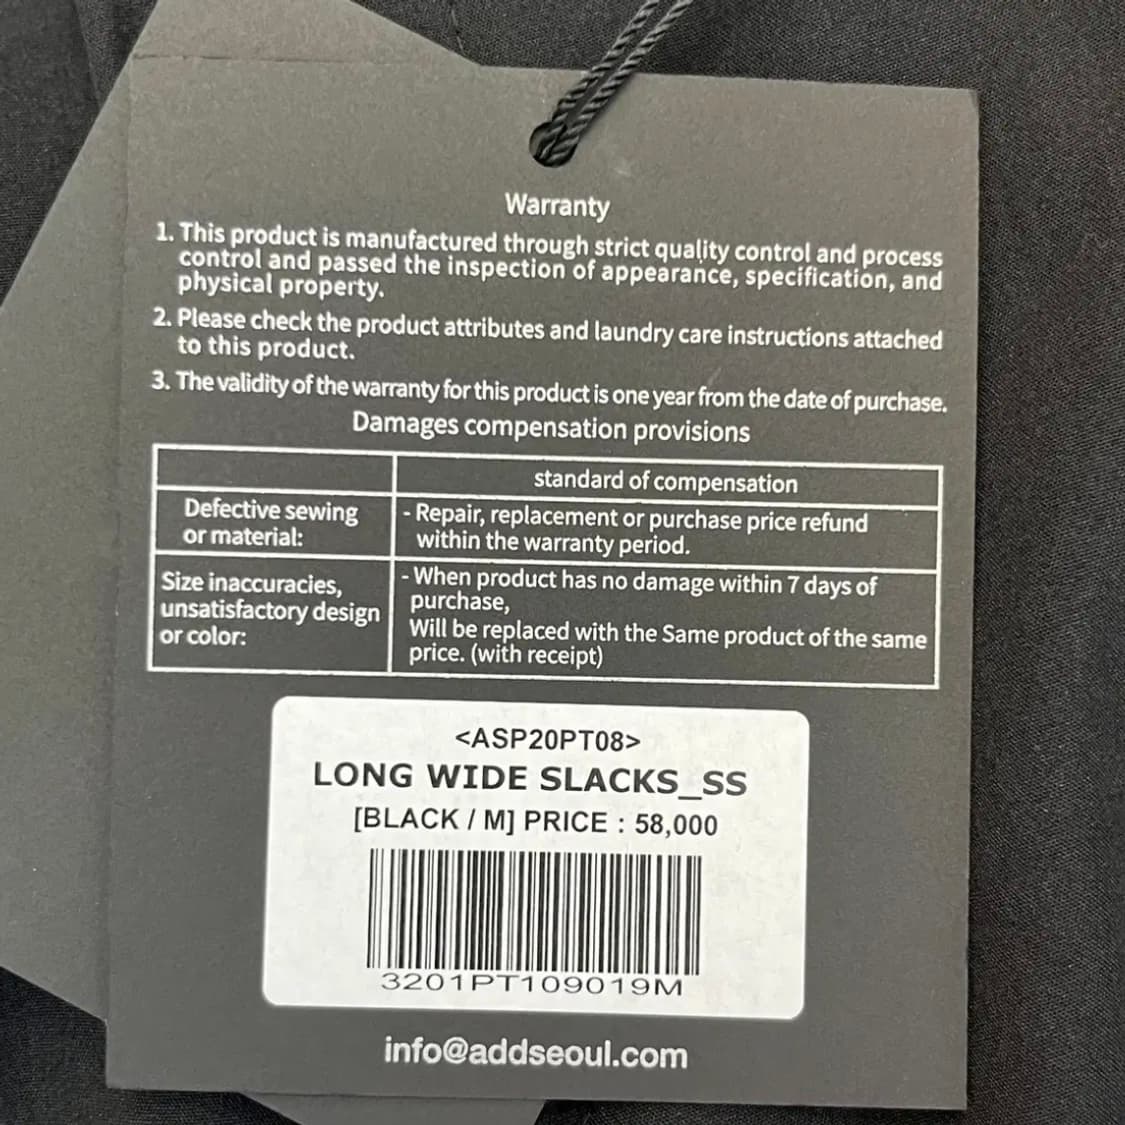 Warranty
1. This product is manufactured through strict quality control and process
control and passed the inspection of appearance, specification, and
physical property.
2. Please check the product attributes and laundry care instructions attached
to this product.
3. The validity of the warranty for this product is one year from the date of purchase.
Damages compensation provisions
standard of compensation
Defective sewing
or material:
- Repair, replacement or purchase price refund
within the warranty period.
Size inaccuracies,
unsatisfactory design
or color:
- When product has no damage within 7 days of
purchase,
Will be replaced with the Same product of the same
price. (with receipt)
<ASP20PT08>
LONG WIDE SLACKS_SS
[BLACK / M] PRICE : 58,000
3201PT109019M
info@addseoul.com